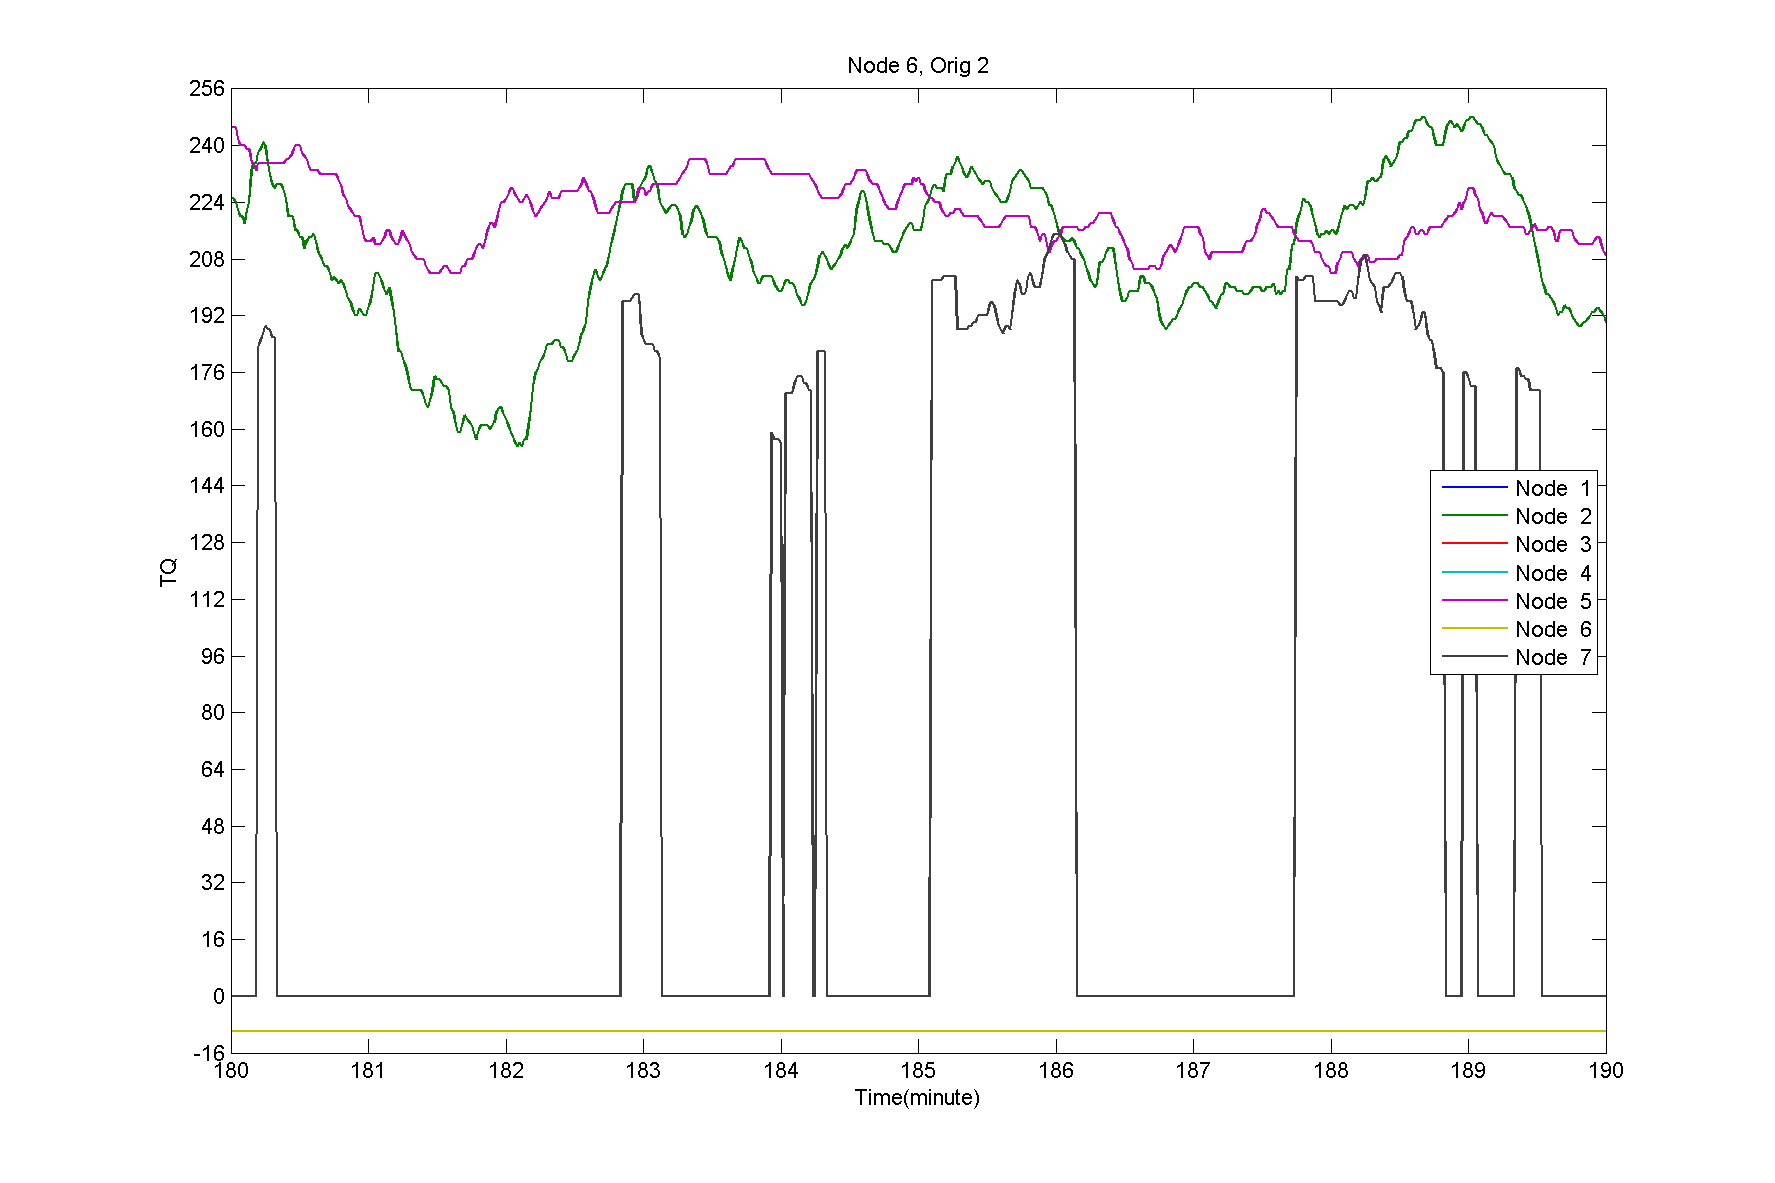 Node 6, Orig 2
256
240
224
208
192
176
160
144
128
112
96
80
64
48
32
16
0
-16
TQ
Node 1
Node 2
Node 3
Node 4
Node 5
Node 6
Node 7
180 181 182 183 184 185 186 187 188 189 190
Time(minute)